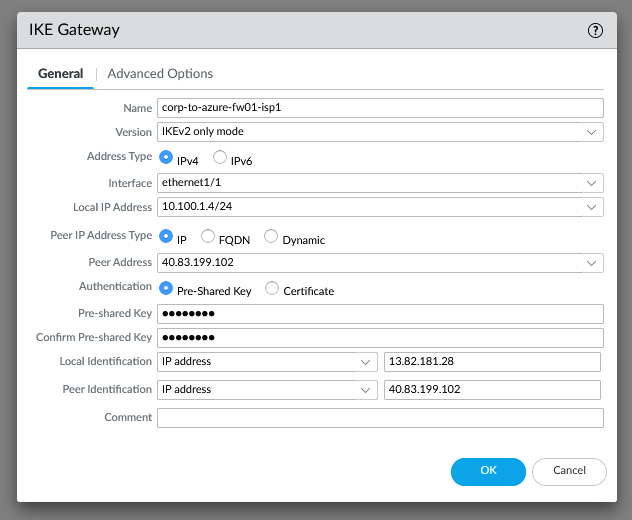 IKE Gateway
General | Advanced Options
Name corp-to-azure-fw01-isp1
Version IKEv2 only mode
Address Type IPv4 IPv6
Interface ethernet1/1
Local IP Address 10.100.1.4/24
Peer IP Address Type IP FQDN Dynamic
Peer Address 40.83.199.102
Authentication Pre-Shared Key Certificate
Pre-shared Key ••••••••
Confirm Pre-shared Key ••••••••
Local Identification IP address 13.82.181.28
Peer Identification IP address 40.83.199.102
Comment
OK Cancel